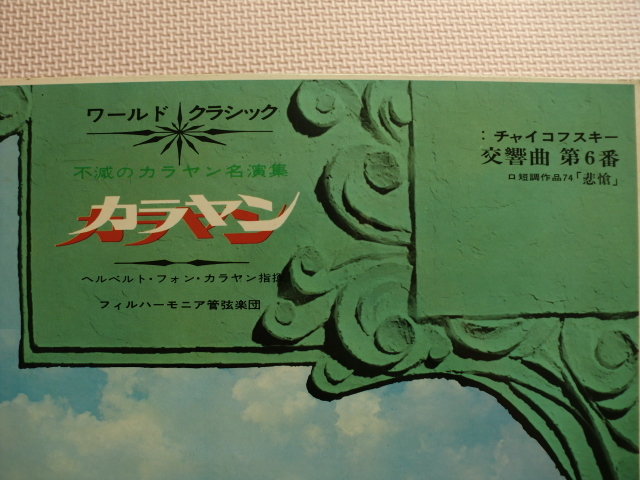 ワールド クラシック
不滅のカラヤン名演集
カラヤン
ヘルベルト・フォン・カラヤン指揮
フィルハーモニア管弦楽団
: チャイコフスキー
交響曲 第6番
ロ短調作品74「悲愴」